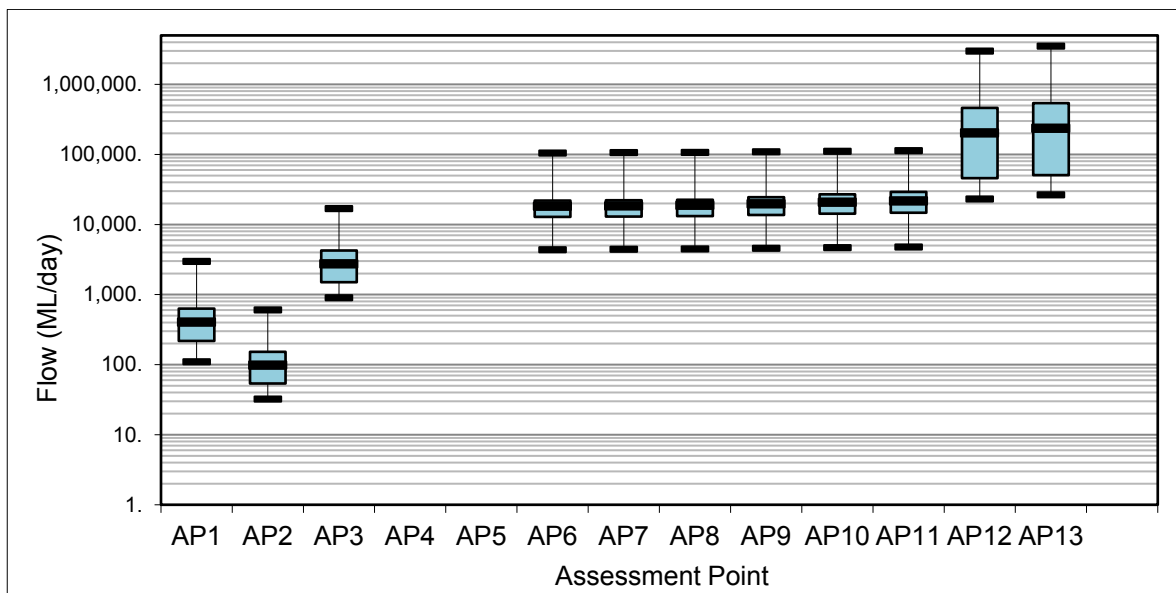 Flow (ML/day)
1,000,000.
100,000.
10,000.
1,000.
100.
10.
1.
AP1 AP2 AP3 AP4 AP5 AP6 AP7 AP8 AP9 AP10 AP11 AP12 AP13
Assessment Point